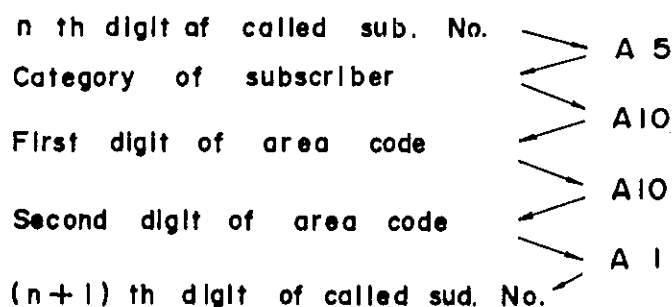 n th digit of called sub. No.
A 5
Category of subscriber
A10
First digit of area code
A10
Second digit of area code
A 1
(n+1) th digit of called sud. No.